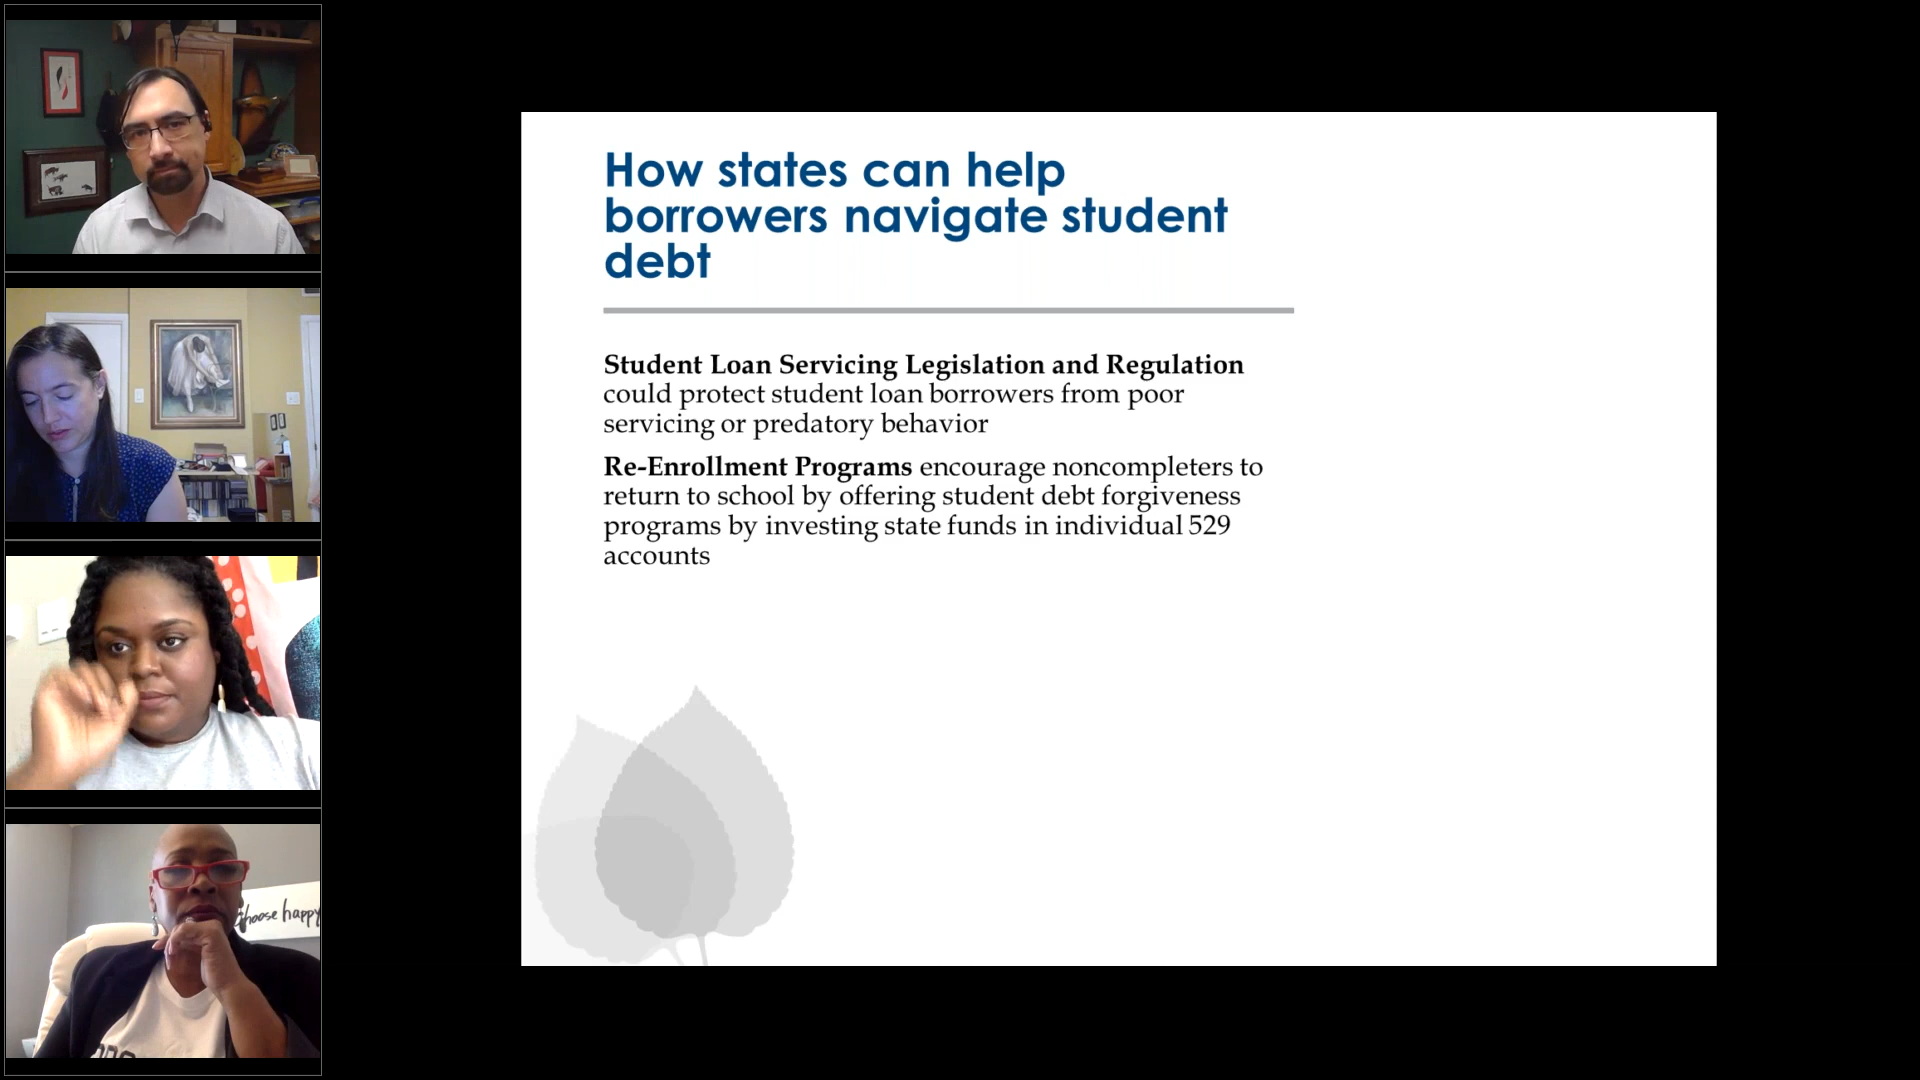 How states can help
borrowers navigate student
debt
Student Loan Servicing Legislation and Regulation
could protect student loan borrowers from poor
servicing or predatory behavior
Re-Enrollment Programs encourage noncompleters to
return to school by offering student debt forgiveness
programs by investing state funds in individual 529
accounts
choose happy